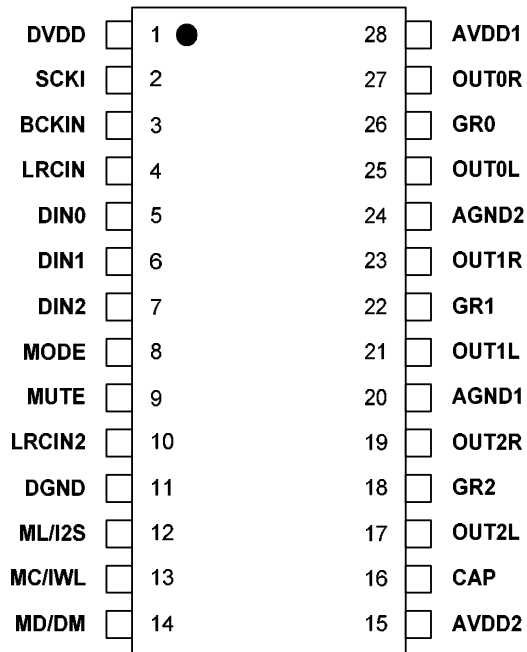 DVDD 1 28 AVDD1
SCKI 2 27 OUT0R
BCKIN 3 26 GR0
LRCIN 4 25 OUT0L
DIN0 5 24 AGND2
DIN1 6 23 OUT1R
DIN2 7 22 GR1
MODE 8 21 OUT1L
MUTE 9 20 AGND1
LRCIN2 10 19 OUT2R
DGND 11 18 GR2
ML/I2S 12 17 OUT2L
MC/IWL 13 16 CAP
MD/DM 14 15 AVDD2